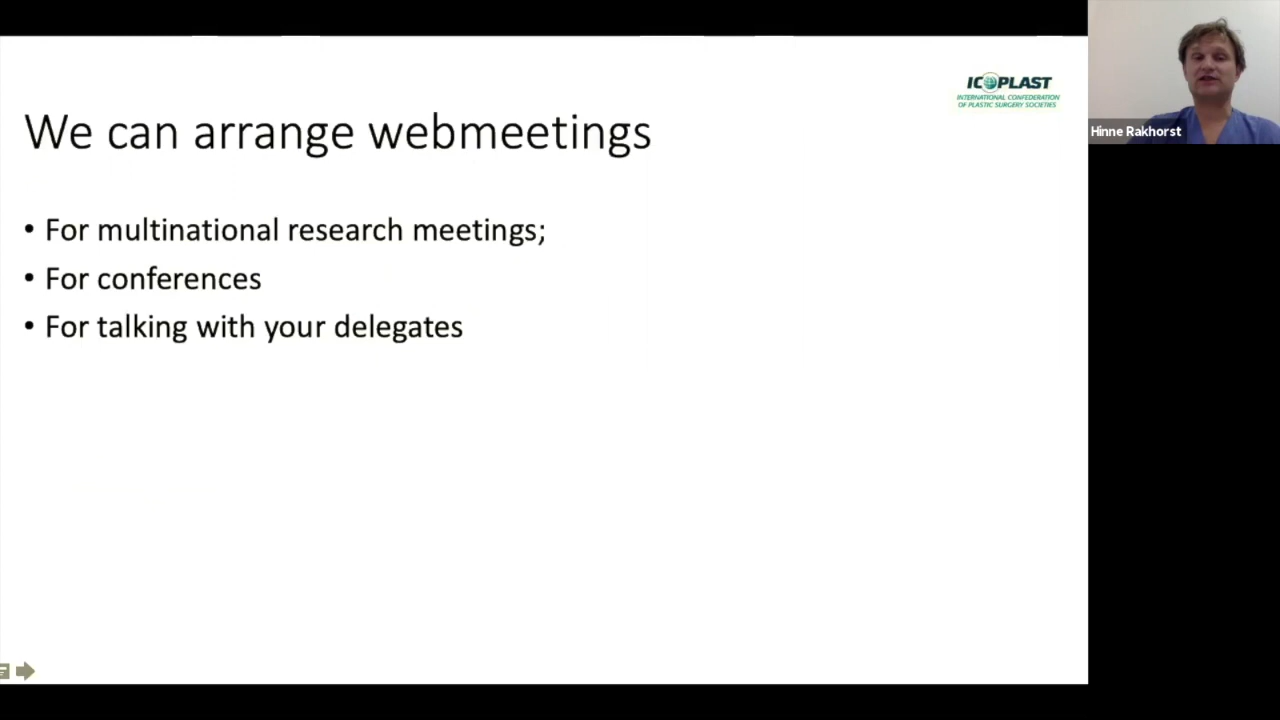 ICOPLAST
INTERNATIONAL CONFEDERATION
OF PLASTIC SURGERY SOCIETIES
We can arrange webmeetings
• For multinational research meetings;
• For conferences
• For talking with your delegates
Hinne Rakhorst